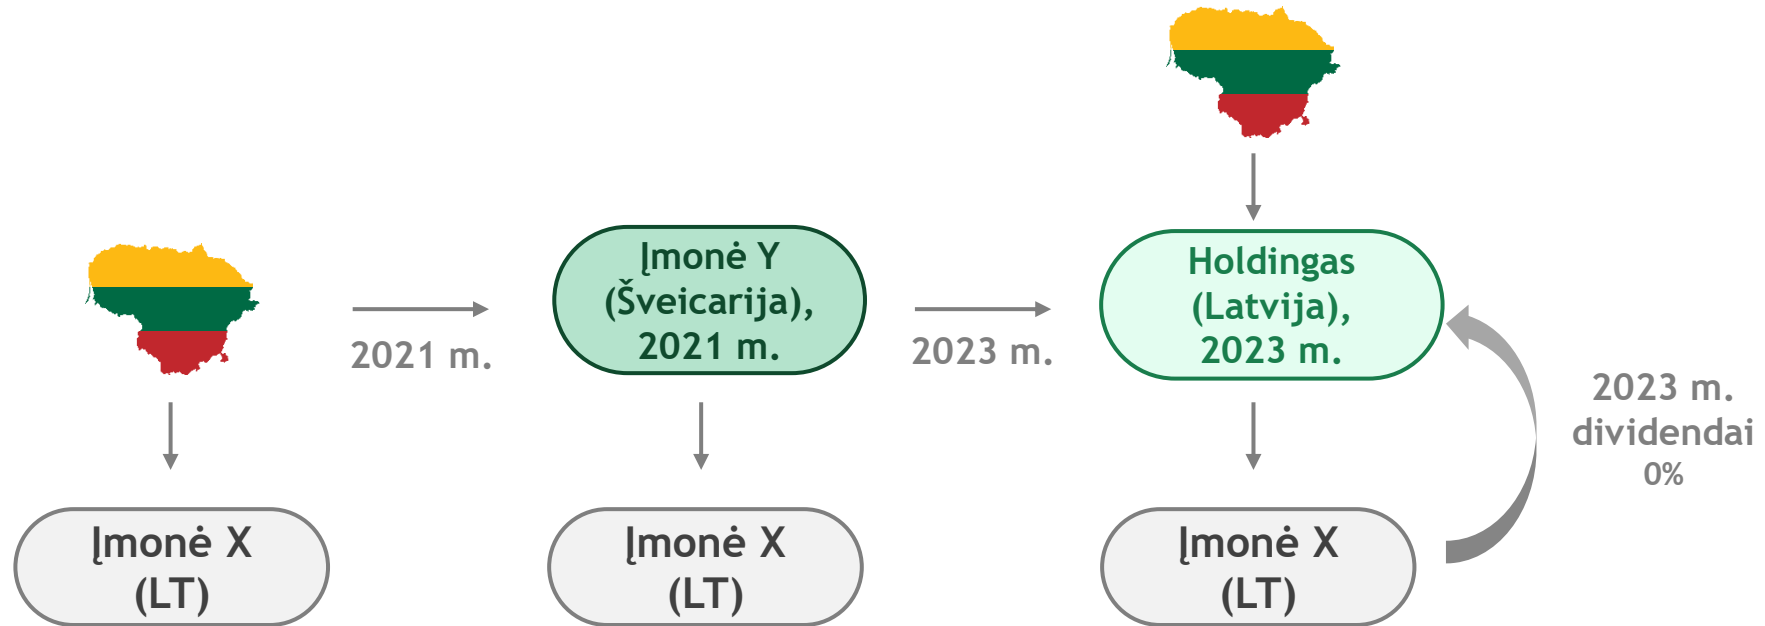 Įmonė X
(LT)
2021 m.
Įmonė Y
(Šveicarija),
2021 m.
Įmonė X
(LT)
2023 m.
Holdingas
(Latvija),
2023 m.
Įmonė X
(LT)
2023 m.
dividendai
0%